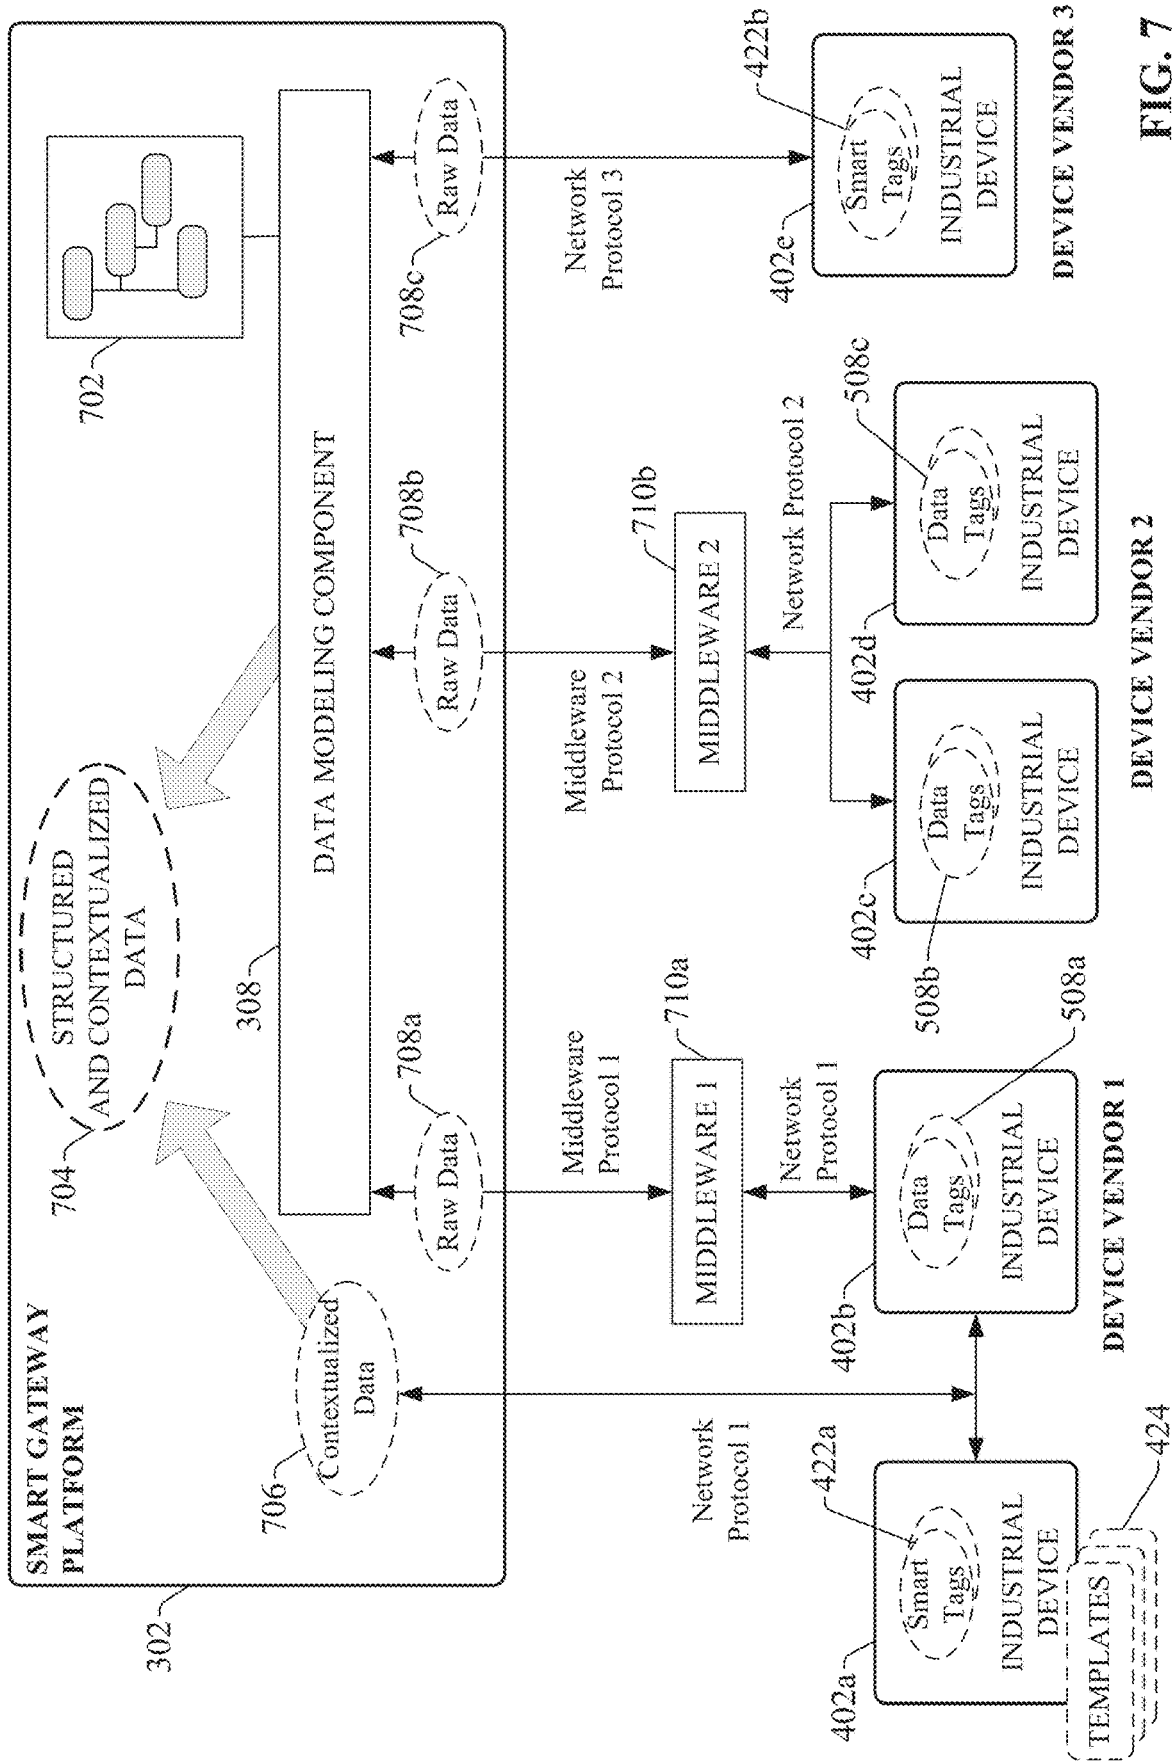 SMART GATEWAY
PLATFORM
302
704
STRUCTURED
AND CONTEXTUALIZED
DATA
702
706
Contextualized
Data
308
DATA MODELING COMPONENT
Raw Data
708a
Raw Data
708b
Raw Data
708c
Network
Protocol 1
Middleware
Protocol 1
Middleware
Protocol 2
Network
Protocol 3
MIDDLEWARE 1
710a
MIDDLEWARE 2
710b
Network
Protocol 1
Network Protocol 2
402a
Smart
Tags
422a
INDUSTRIAL
DEVICE
TEMPLATES
424
402b
Data
Tags
508a
INDUSTRIAL
DEVICE
DEVICE VENDOR 1
402c
Data
Tags
508b
INDUSTRIAL
DEVICE
402d
Data
Tags
508c
INDUSTRIAL
DEVICE
DEVICE VENDOR 2
402e
Smart
Tags
422b
INDUSTRIAL
DEVICE
DEVICE VENDOR 3
FIG. 7